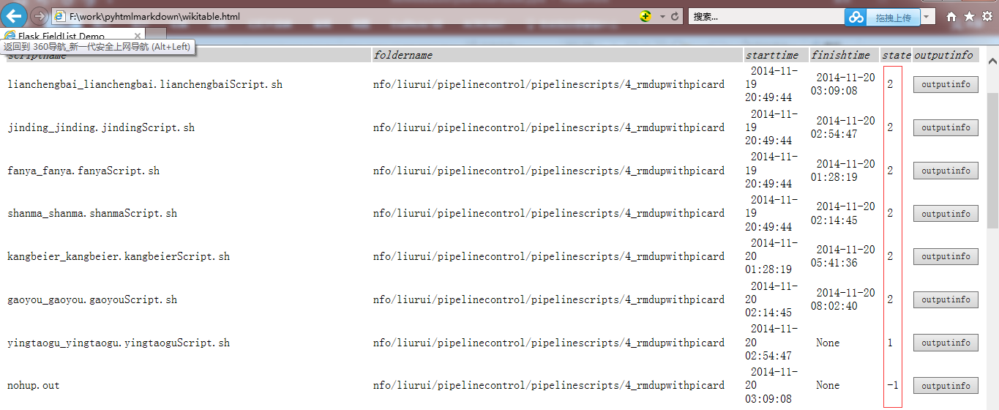 F:\work\pyhtmlmarkdown\wikitable.html
搜索...
拖拽上传
Flask FieldList Demo
返回到 360导航_新一代安全上网导航 (Alt+Left)
scriptname foldername starttime finishtime state outputinfo
lianchengbai_lianchengbai.lianchengbaiScript.sh nfo/liurui/pipelinecontrol/pipelinescripts/4_rmdupwithpicard 2014-11-19 20:49:44 2014-11-20 03:09:08 2 outputinfo
jinding_jinding.jindingScript.sh nfo/liurui/pipelinecontrol/pipelinescripts/4_rmdupwithpicard 2014-11-19 20:49:44 2014-11-20 02:54:47 2 outputinfo
fanya_fanya.fanyaScript.sh nfo/liurui/pipelinecontrol/pipelinescripts/4_rmdupwithpicard 2014-11-19 20:49:44 2014-11-20 01:28:19 2 outputinfo
shanma_shanma.shanmaScript.sh nfo/liurui/pipelinecontrol/pipelinescripts/4_rmdupwithpicard 2014-11-19 20:49:44 2014-11-20 02:14:45 2 outputinfo
kangbeier_kangbeier.kangbeierScript.sh nfo/liurui/pipelinecontrol/pipelinescripts/4_rmdupwithpicard 2014-11-20 01:28:19 2014-11-20 05:41:36 2 outputinfo
gaoyou_gaoyou.gaoyouScript.sh nfo/liurui/pipelinecontrol/pipelinescripts/4_rmdupwithpicard 2014-11-20 02:14:45 2014-11-20 08:02:40 2 outputinfo
yingtaogu_yingtaogu.yingtaoguScript.sh nfo/liurui/pipelinecontrol/pipelinescripts/4_rmdupwithpicard 2014-11-20 02:54:47 None 1 outputinfo
nohup.out nfo/liurui/pipelinecontrol/pipelinescripts/4_rmdupwithpicard 2014-11-20 03:09:08 None -1 outputinfo